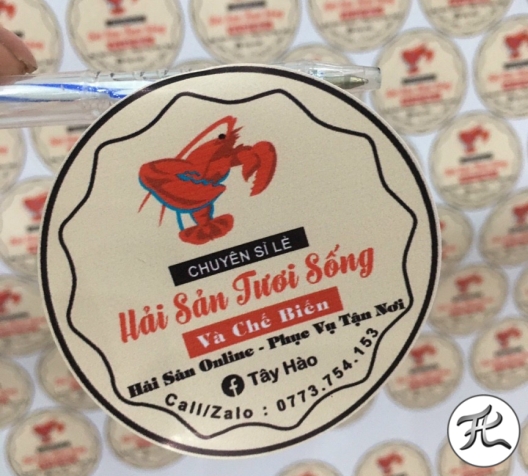 CHUYÊN SỈ LẺ
Hải Sản Tươi Sống
Và Chế Biến
Hải Sản Online - Phục Vụ Tận Nơi
Tây Hào
Call/Zalo : 0773.754.153